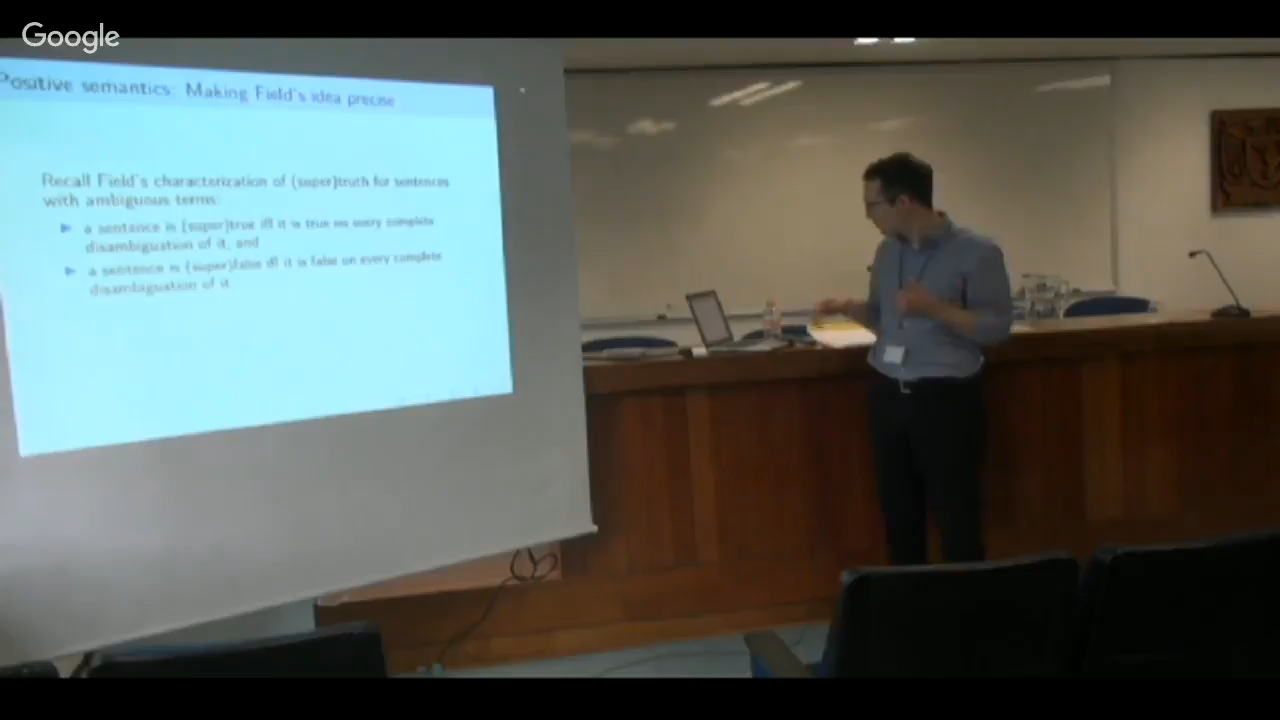 Google
Positive semantics: Making Field's idea precise
Recall Field's characterization of (super)truth for sentences
with ambiguous terms:
a sentence is (super)true iff it is true on every complete
disambiguation of it, and
a sentence is (super)false iff it is false on every complete
disambiguation of it